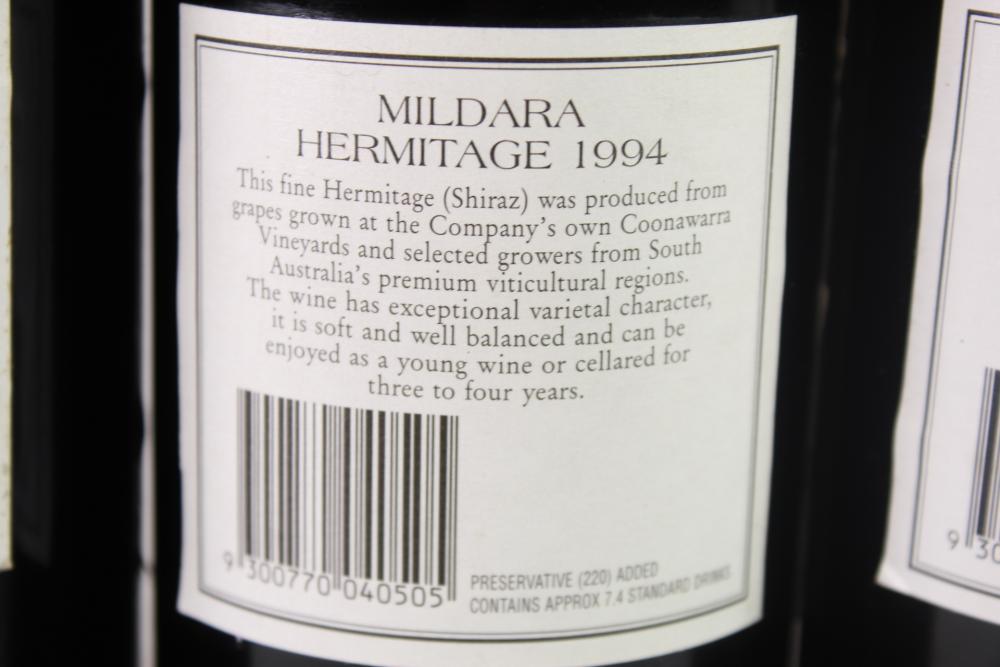 MILDARA
HERMITAGE 1994
This fine Hermitage (Shiraz) was produced from
grapes grown at the Company's own Coonawarra
Vineyards and selected growers from South
Australia's premium viticultural regions.
The wine has exceptional varietal character,
it is soft and well balanced and can be
enjoyed as a young wine or cellared for
three to four years.
9 300770 040505
PRESERVATIVE (220) ADDED
CONTAINS APPROX 7.4 STANDARD DRINKS
9 30